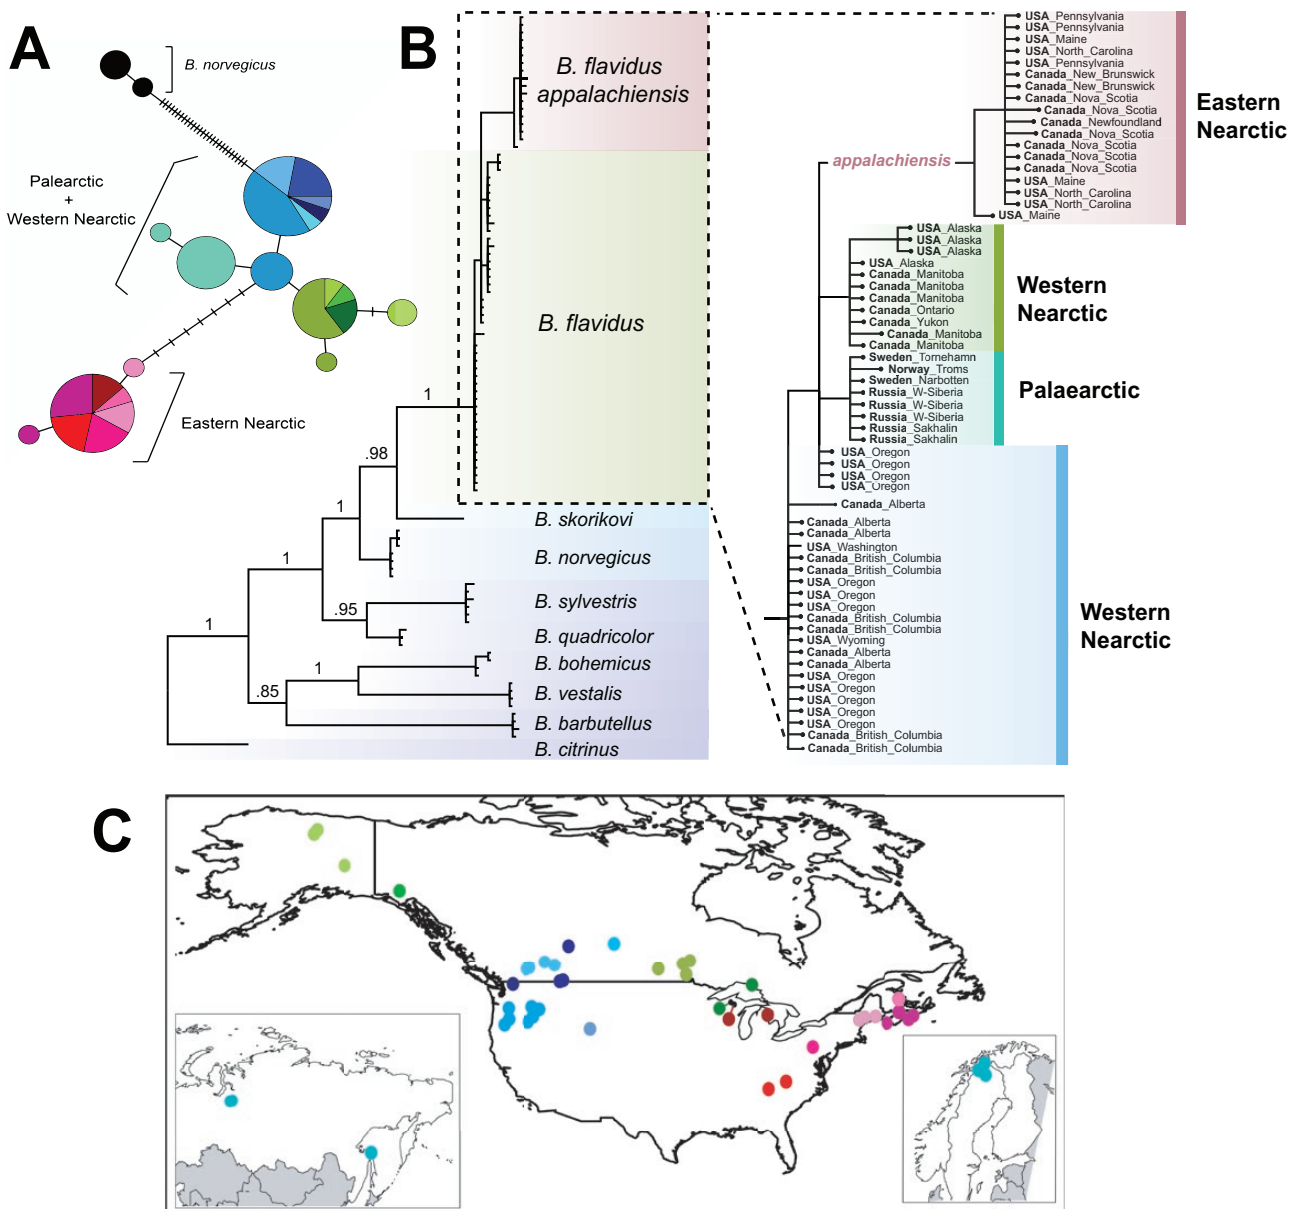 A
B. norvegicus
Palearctic
+
Western Nearctic
Eastern Nearctic
B
B. flavidus
appalachiensis
B. flavidus
1
.98
1
1
.95
1
1
.85
B. skorikovi
B. norvegicus
B. sylvestris
B. quadricolor
B. bohemicus
B. vestalis
B. barbutellus
B. citrinus
appalachiensis
USA_Pennsylvania
USA_Pennsylvania
USA_Maine
USA_North_Carolina
USA_Pennsylvania
Canada_New_Brunswick
Canada_New_Brunswick
Canada_Nova_Scotia
Canada_Nova_Scotia
Canada_Newfoundland
Canada_Nova_Scotia
Canada_Nova_Scotia
Canada_Nova_Scotia
Canada_Nova_Scotia
USA_Maine
USA_North_Carolina
USA_North_Carolina
USA_Maine
Eastern
Nearctic
USA_Alaska
USA_Alaska
USA_Alaska
USA_Alaska
Canada_Manitoba
Canada_Manitoba
Canada_Manitoba
Canada_Ontario
Canada_Yukon
Canada_Manitoba
Canada_Manitoba
Western
Nearctic
Sweden_Tornehamn
Norway_Troms
Sweden_Narbotten
Russia_W-Siberia
Russia_W-Siberia
Russia_W-Siberia
Russia_Sakhalin
Russia_Sakhalin
Palaearctic
USA_Oregon
USA_Oregon
USA_Oregon
USA_Oregon
Canada_Alberta
Canada_Alberta
Canada_Alberta
USA_Washington
Canada_British_Columbia
Canada_British_Columbia
USA_Oregon
USA_Oregon
USA_Oregon
Canada_British_Columbia
Canada_British_Columbia
USA_Wyoming
Canada_Alberta
Canada_Alberta
USA_Oregon
USA_Oregon
USA_Oregon
USA_Oregon
USA_Oregon
Canada_British_Columbia
Canada_British_Columbia
Western
Nearctic
C